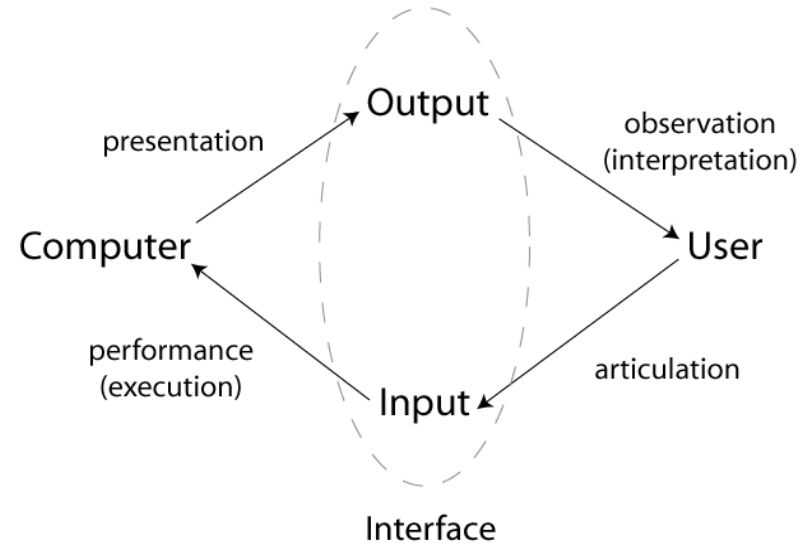 Output
presentation
observation
(interpretation)
Computer
User
performance
(execution)
articulation
Input
Interface